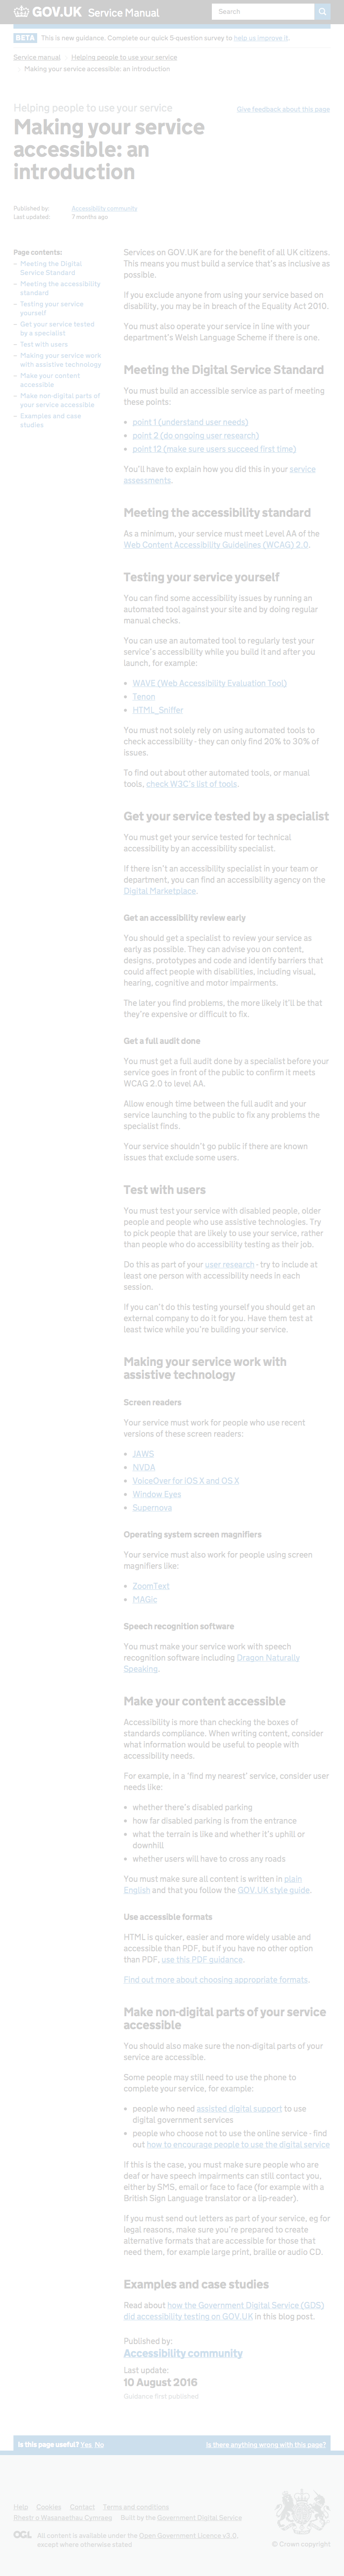 GOV.UK Service Manual
Search
BETA This is new guidance. Complete our quick 5-question survey to help us improve it.
Service manual
Helping people to use your service
Making your service accessible: an introduction
Helping people to use your service
Give feedback about this page
Making your service
accessible: an
introduction
Published by: Accessibility community
Last updated: 7 months ago
Page contents:
– Meeting the Digital
Service Standard
– Meeting the accessibility
standard
– Testing your service
yourself
– Get your service tested
by a specialist
– Test with users
– Making your service work
with assistive technology
– Make your content
accessible
– Make non-digital parts of
your service accessible
– Examples and case
studies
Services on GOV.UK are for the benefit of all UK citizens.
This means you must build a service that's as inclusive as
possible.
If you exclude anyone from using your service based on
disability, you may be in breach of the Equality Act 2010.
You must also operate your service in line with your
department's Welsh Language Scheme if there is one.
Meeting the Digital Service Standard
You must build an accessible service as part of meeting
these points:
• point 1 (understand user needs)
• point 2 (do ongoing user research)
• point 12 (make sure users succeed first time)
You'll have to explain how you did this in your service
assessments.
Meeting the accessibility standard
As a minimum, your service must meet Level AA of the
Web Content Accessibility Guidelines (WCAG) 2.0.
Testing your service yourself
You can find some accessibility issues by running an
automated tool against your site and by doing regular
manual checks.
You can use an automated tool to regularly test your
service's accessibility while you build it and after you
launch, for example:
• WAVE (Web Accessibility Evaluation Tool)
• Tenon
• HTML_Sniffer
You must not solely rely on using automated tools to
check accessibility - they can only find 20% to 30% of
issues.
To find out about other automated tools, or manual
tools, check W3C's list of tools.
Get your service tested by a specialist
You must get your service tested for technical
accessibility by an accessibility specialist.
If there isn't an accessibility specialist in your team or
department, you can find an accessibility agency on the
Digital Marketplace.
Get an accessiblity review early
You should get a specialist to review your service as
early as possible. They can advise you on content,
designs, prototypes and code and identify barriers that
could affect people with disabilities, including visual,
hearing, cognitive and motor impairments.
The later you find problems, the more likely it'll be that
they're expensive or difficult to fix.
Get a full audit done
You must get a full audit done by a specialist before your
service goes in front of the public to confirm it meets
WCAG 2.0 to level AA.
Allow enough time between the full audit and your
service launching to the public to fix any problems the
specialist finds.
Your service shouldn't go public if there are known
issues that exclude some users.
Test with users
You must test your service with disabled people, older
people and people who use assistive technologies. Try
to pick people that are likely to use your service, rather
than people who do accessibility testing as their job.
Do this as part of your user research - try to include at
least one person with accessibility needs in each
session.
If you can't do this testing yourself you should get an
external company to do it for you. Have them test at
least twice while you're building your service.
Making your service work with
assistive technology
Screen readers
Your service must work for people who use recent
versions of these screen readers:
• JAWS
• NVDA
• VoiceOver for iOS X and OS X
• Window Eyes
• Supernova
Operating system screen magnifiers
Your service must also work for people using screen
magnifiers like:
• ZoomText
• MAGic
Speech recognition software
You must make your service work with speech
recognition software including Dragon Naturally
Speaking.
Make your content accessible
Accessibility is more than checking the boxes of
standards compliance. When writing content, consider
what information would be useful to people with
accessibility needs.
For example, in a 'find my nearest' service, consider user
needs like:
• whether there's disabled parking
• how far disabled parking is from the entrance
• what the terrain is like and whether it's uphill or
downhill
• whether users will have to cross any roads
You must make sure all content is written in plain
English and that you follow the GOV.UK style guide.
Use accessible formats
HTML is quicker, easier and more widely usable and
accessible than PDF, but if you have no other option
than PDF, use this PDF guidance.
Find out more about choosing appropriate formats.
Make non-digital parts of your service
accessible
You should also make sure the non-digital parts of your
service are accessible.
Some people may still need to use the phone to
complete your service, for example:
• people who need assisted digital support to use
digital government services
• people who choose not to use the online service - find
out how to encourage people to use the digital service
If this is the case, you must make sure people who are
deaf or have speech impairments can still contact you,
either by SMS, email or face to face (for example with a
British Sign Language translator or a lip-reader).
If you must send out letters as part of your service, eg for
legal reasons, make sure you're prepared to create
alternative formats that are accessible for those that
need them, for example large print, braille or audio CD.
Examples and case studies
Read about how the Government Digital Service (GDS)
did accessibility testing on GOV.UK in this blog post.
Published by:
Accessibility community
Last update:
10 August 2016
Guidance first published
Is this page useful? Yes No
Is there anything wrong with this page?
Help Cookies Contact Terms and conditions
Rhestr o Wasanaethau Cymraeg Built by the Government Digital Service
OGL All content is available under the Open Government Licence v3.0,
except where otherwise stated
© Crown copyright